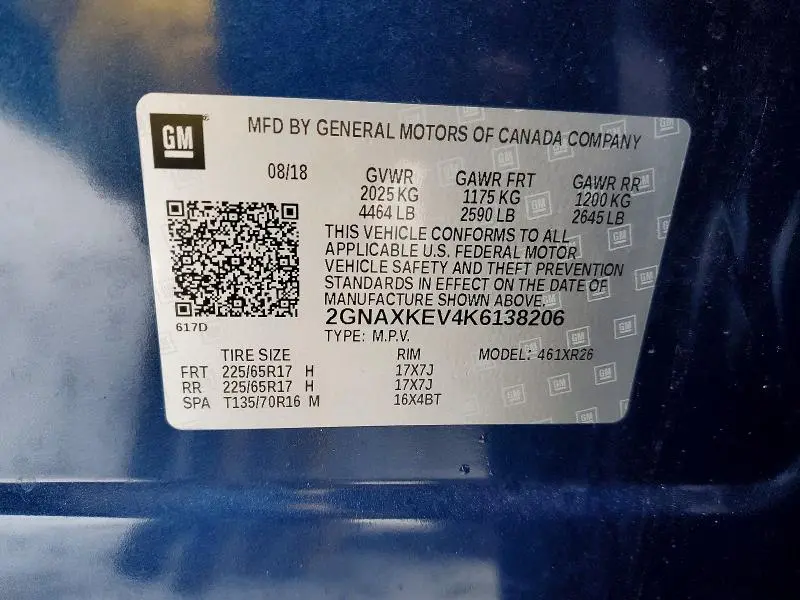 GM
MFD BY GENERAL MOTORS OF CANADA COMPANY
08/18
GVWR GAWR FRT GAWR RR
2025 KG 1175 KG 1200 KG
4464 LB 2590 LB 2645 LB
THIS VEHICLE CONFORMS TO ALL
APPLICABLE U.S. FEDERAL MOTOR
VEHICLE SAFETY AND THEFT PREVENTION
STANDARDS IN EFFECT ON THE DATE OF
MANUFACTURE SHOWN ABOVE.
617D
2GNAXKEV4K6138206
TYPE: M.P.V.
TIRE SIZE RIM MODEL: 461XR26
FRT 225/65R17 H 17X7J
RR 225/65R17 H 17X7J
SPA T135/70R16 M 16X4BT